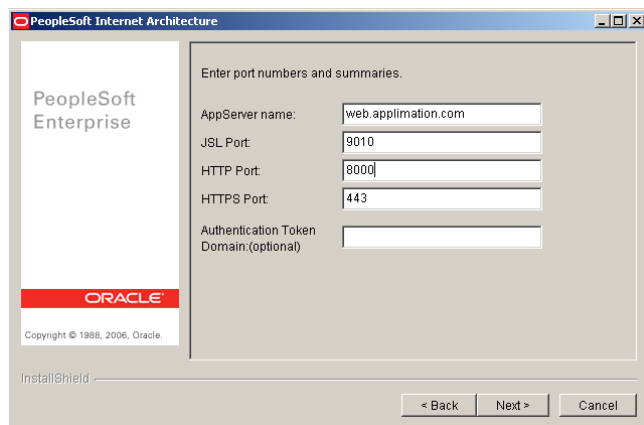 PeopleSoft Internet Architecture
PeopleSoft
Enterprise
ORACLE
Copyright © 1988, 2006, Oracle.
Enter port numbers and summaries.
AppServer name: web.applimation.com
JSL Port: 9010
HTTP Port: 8000
HTTPS Port: 443
Authentication Token
Domain:(optional)
InstallShield
< Back Next > Cancel